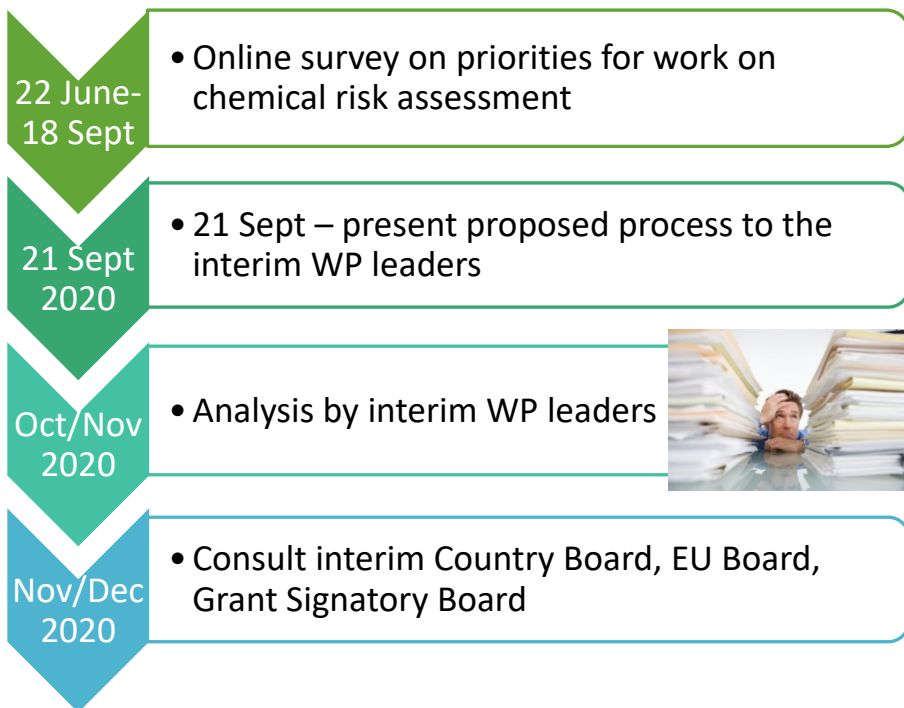 22 June-
18 Sept
• Online survey on priorities for work on
chemical risk assessment
21 Sept
2020
• 21 Sept – present proposed process to the
interim WP leaders
Oct/Nov
2020
• Analysis by interim WP leaders
Nov/Dec
2020
• Consult interim Country Board, EU Board,
Grant Signatory Board